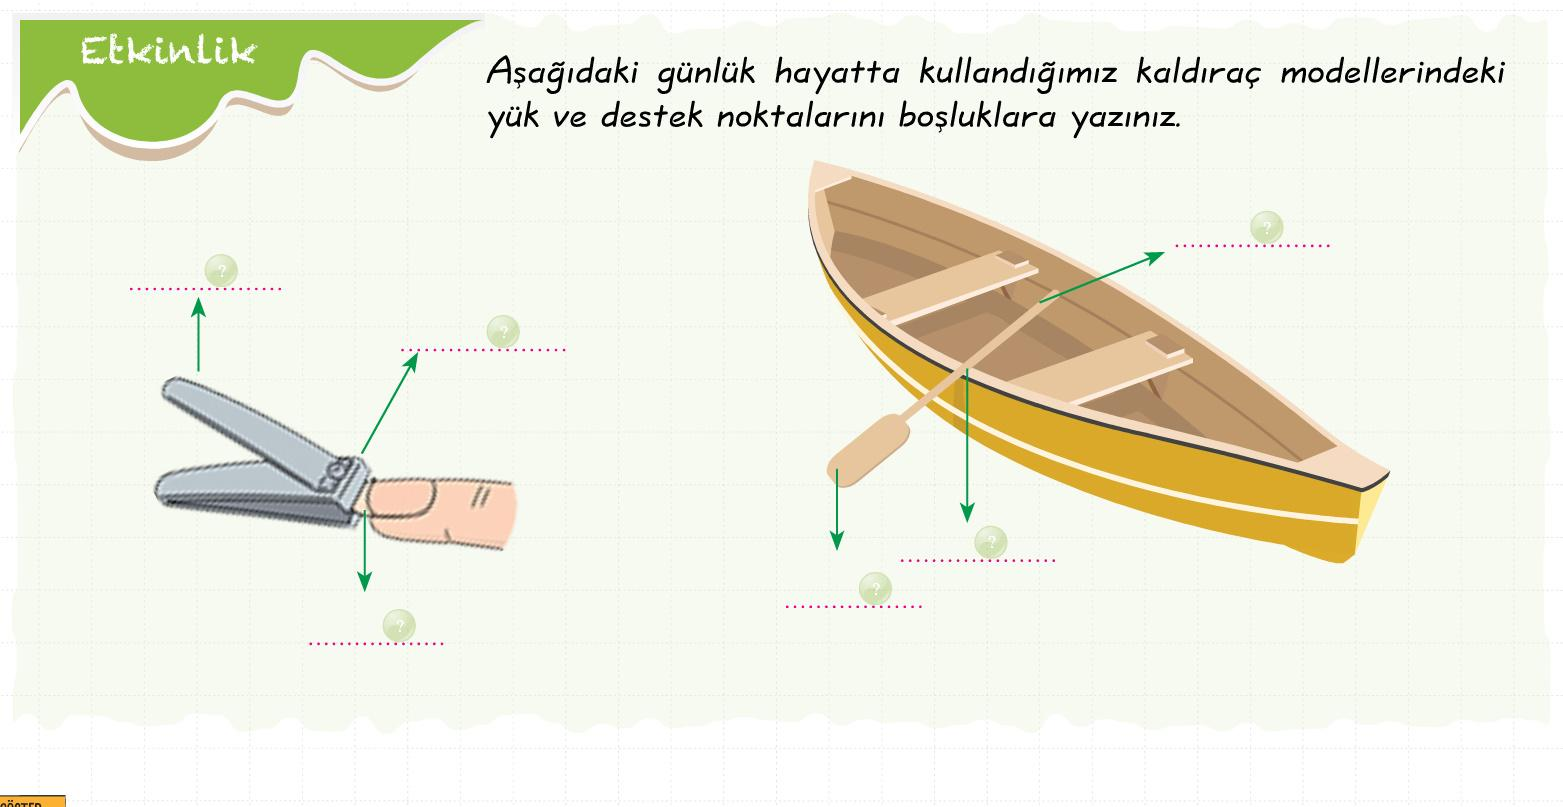 Etkinlik
Aşağıdaki günlük hayatta kullandığımız kaldıraç modellerindeki
yük ve destek noktalarını boşluklara yazınız.
?
?
?
?
?
?